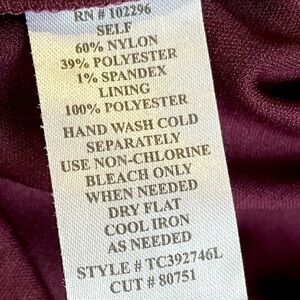 RN # 102296
SELF
60% NYLON
39% POLYESTER
1% SPANDEX
LINING
100% POLYESTER
HAND WASH COLD
SEPARATELY
USE NON-CHLORINE
BLEACH ONLY
WHEN NEEDED
DRY FLAT
COOL IRON
AS NEEDED
STYLE # TC392746L
CUT # 80751